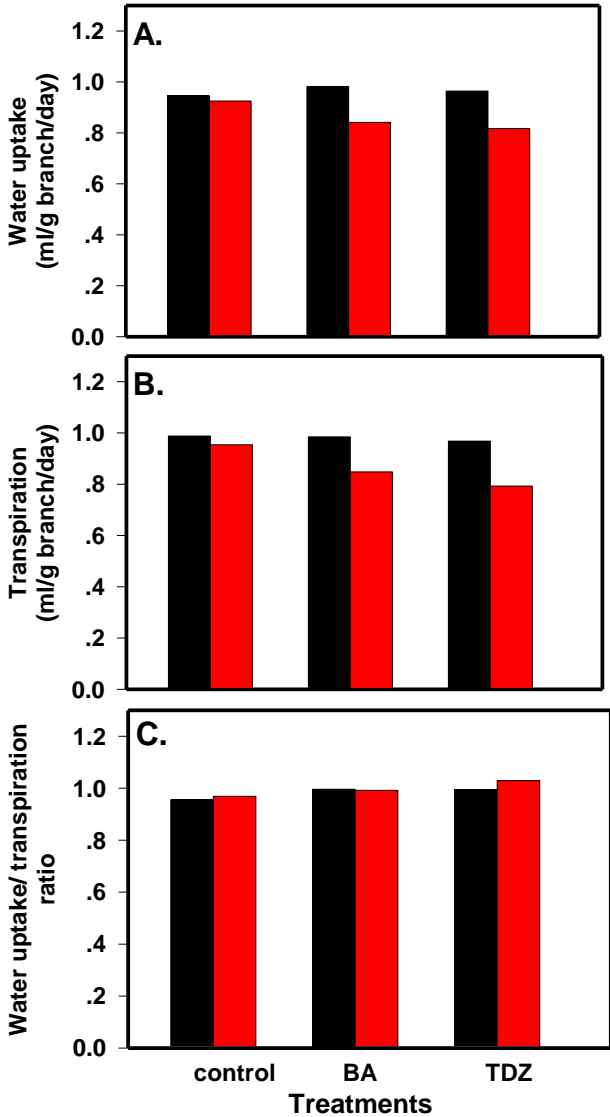 A.
Water uptake
(ml/g branch/day)
1.2
1.0
.8
.6
.4
.2
0.0
B.
Transpiration
(ml/g branch/day)
1.2
1.0
.8
.6
.4
.2
0.0
C.
Water uptake/ transpiration
ratio
1.2
1.0
.8
.6
.4
.2
0.0
control BA TDZ
Treatments